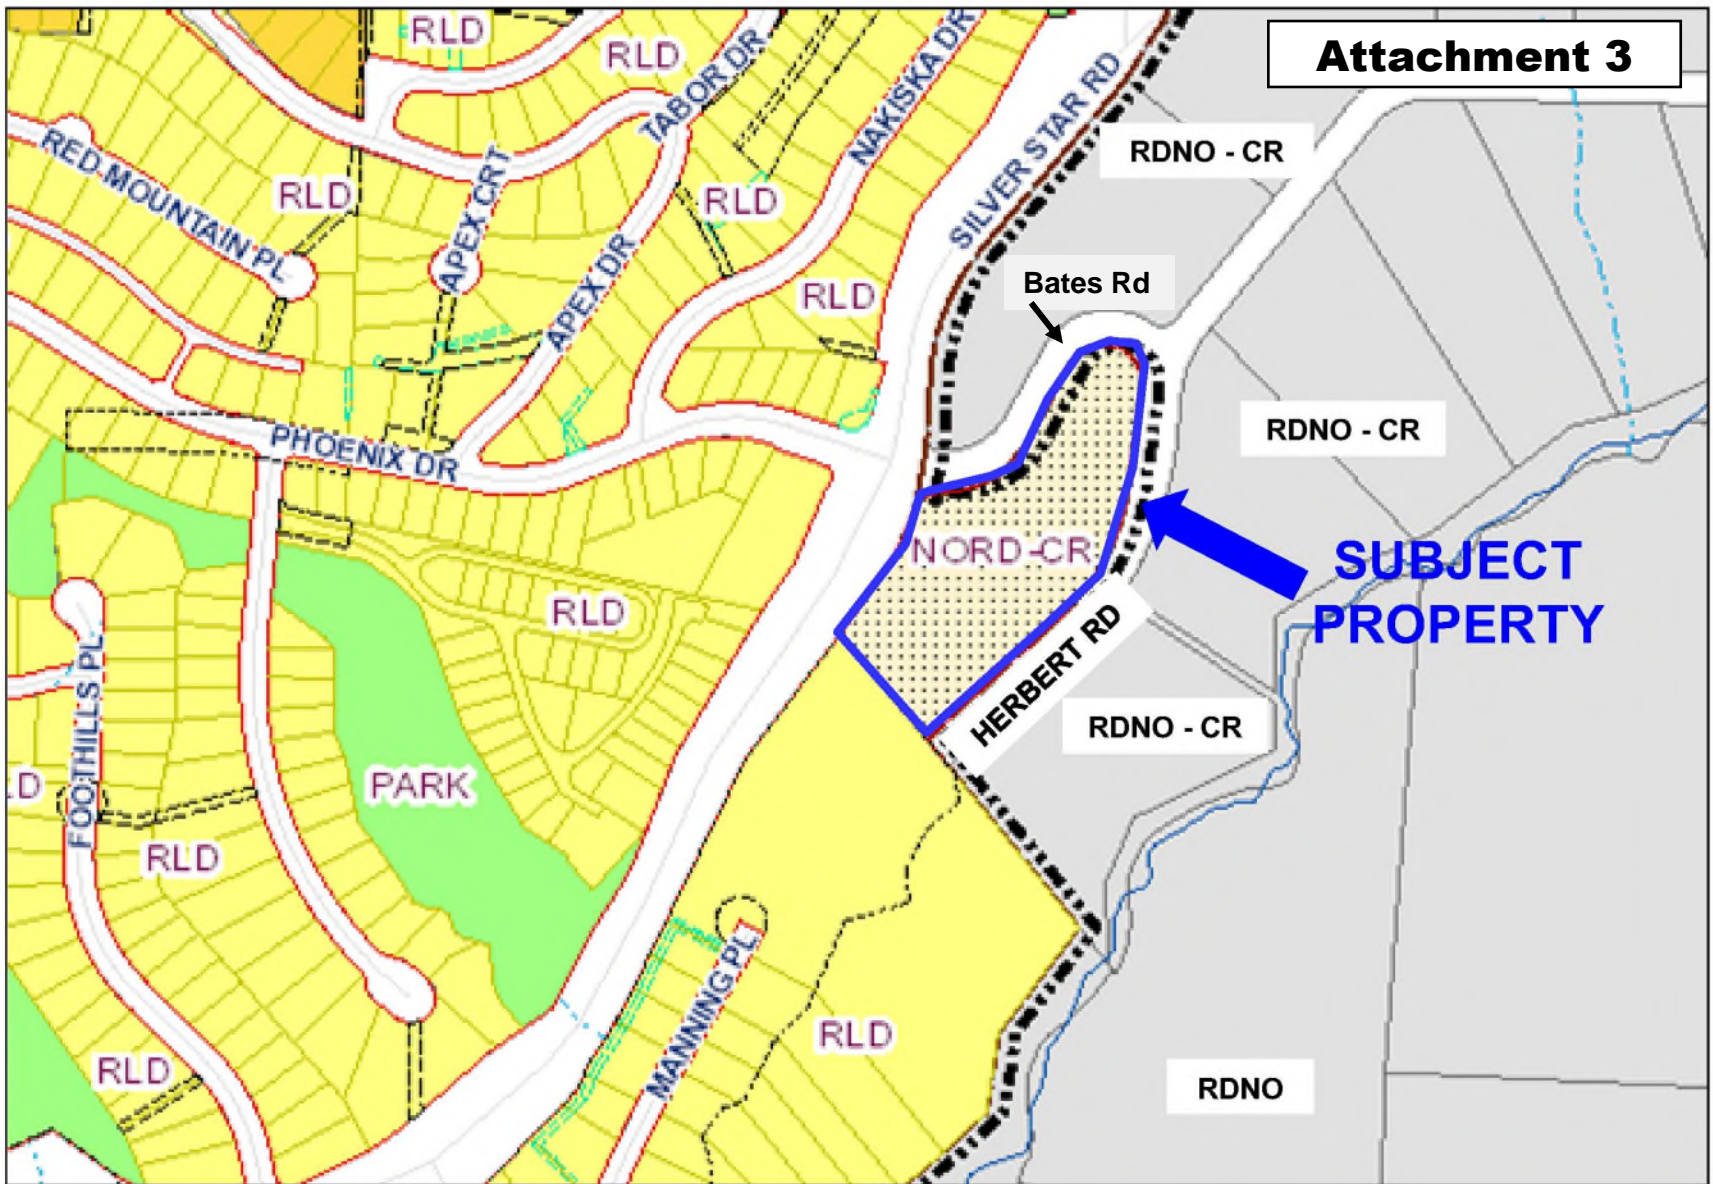 Attachment 3
RLD
RLD
TABOR DR
NAKISKA DR
SILVER STAR RD
RDNO - CR
RED MOUNTAIN PL
RLD
APEX CRT
RLD
APEX DR
RLD
Bates Rd
RDNO - CR
PHOENIX DR
NORD-CR
SUBJECT
PROPERTY
RLD
HERBERT RD
FOOTHILLS PL
RDNO - CR
LD
PARK
RLD
MANNING PL
RLD
RLD
RDNO